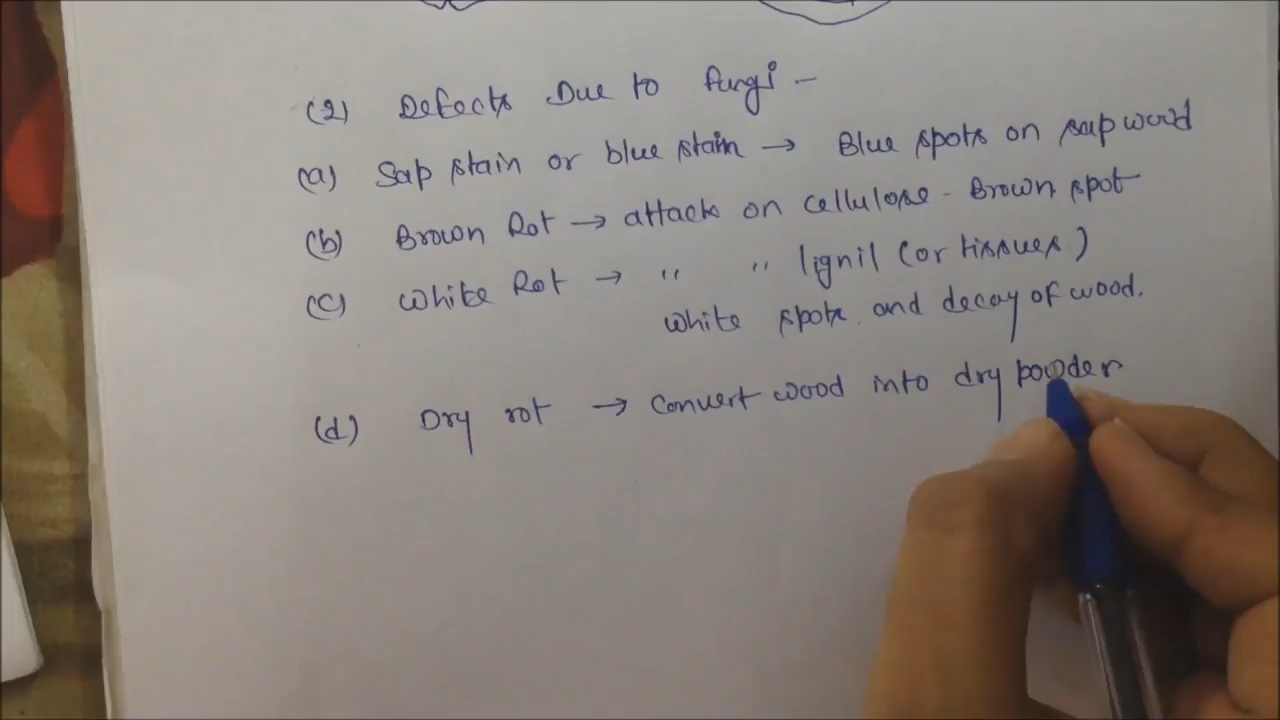 (2) Defects Due to fungi -
(a) Sap stain or blue stain → Blue spots on sapwood
(b) Brown Rot → attack on cellulose - Brown spot
(c) White Rot → " " lignil (or tissues)
White spots and decay of wood.
(d) Dry rot → Convert wood into dry powder